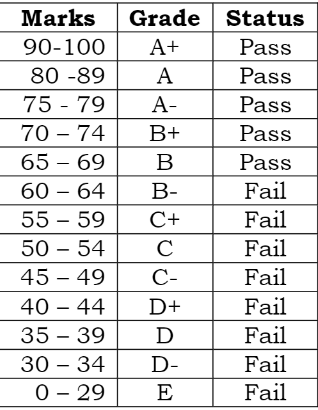 Marks Grade Status
90-100 A+ Pass
80 -89 A Pass
75 - 79 A- Pass
70 – 74 B+ Pass
65 – 69 B Pass
60 – 64 B- Fail
55 – 59 C+ Fail
50 – 54 C Fail
45 – 49 C- Fail
40 – 44 D+ Fail
35 – 39 D Fail
30 – 34 D- Fail
0 – 29 E Fail